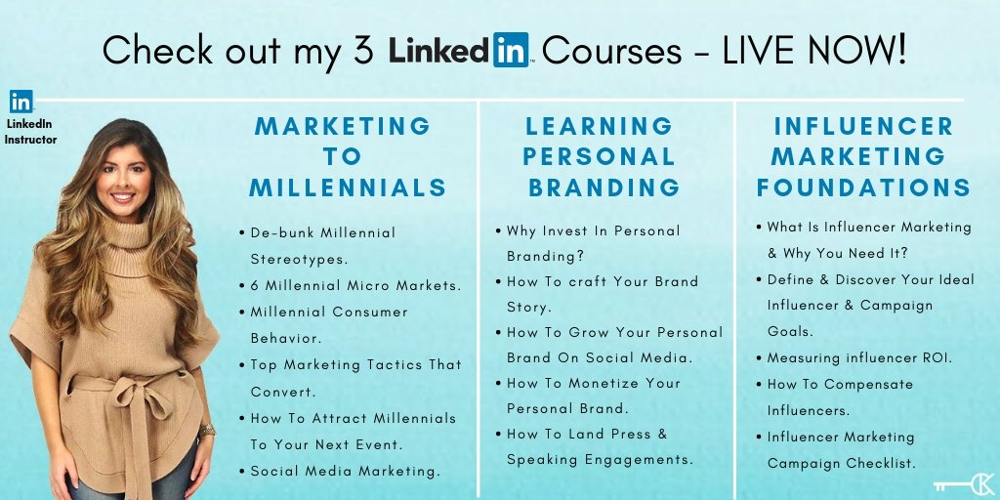 Check out my 3 Linked in Courses - LIVE NOW!
in
LinkedIn
Instructor
MARKETING
TO
MILLENNIALS
• De-bunk Millennial
Stereotypes.
• 6 Millennial Micro Markets.
• Millennial Consumer
Behavior.
• Top Marketing Tactics That
Convert.
• How To Attract Millennials
To Your Next Event.
• Social Media Marketing.
LEARNING
PERSONAL
BRANDING
• Why Invest In Personal
Branding?
• How To craft Your Brand
Story.
• How To Grow Your Personal
Brand On Social Media.
• How To Monetize Your
Personal Brand.
• How To Land Press &
Speaking Engagements.
INFLUENCER
MARKETING
FOUNDATIONS
• What Is Influencer Marketing
& Why You Need It?
• Define & Discover Your Ideal
Influencer & Campaign
Goals.
• Measuring influencer ROI.
• How To Compensate
Influencers.
• Influencer Marketing
Campaign Checklist.